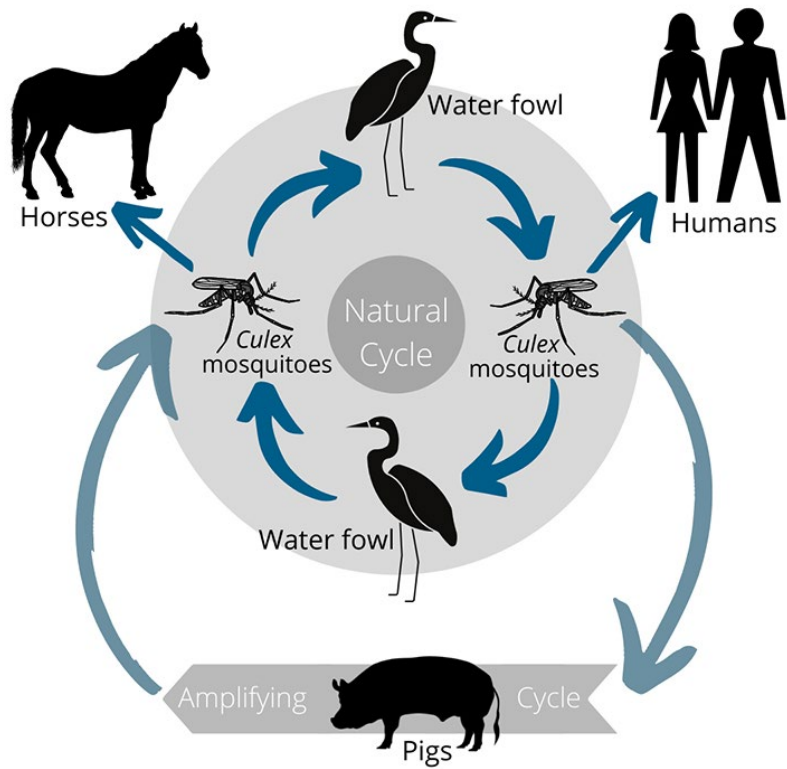 Water fowl
Horses
Humans
Natural
Cycle
Culex
mosquitoes
Culex
mosquitoes
Water fowl
Amplifying
Cycle
Pigs